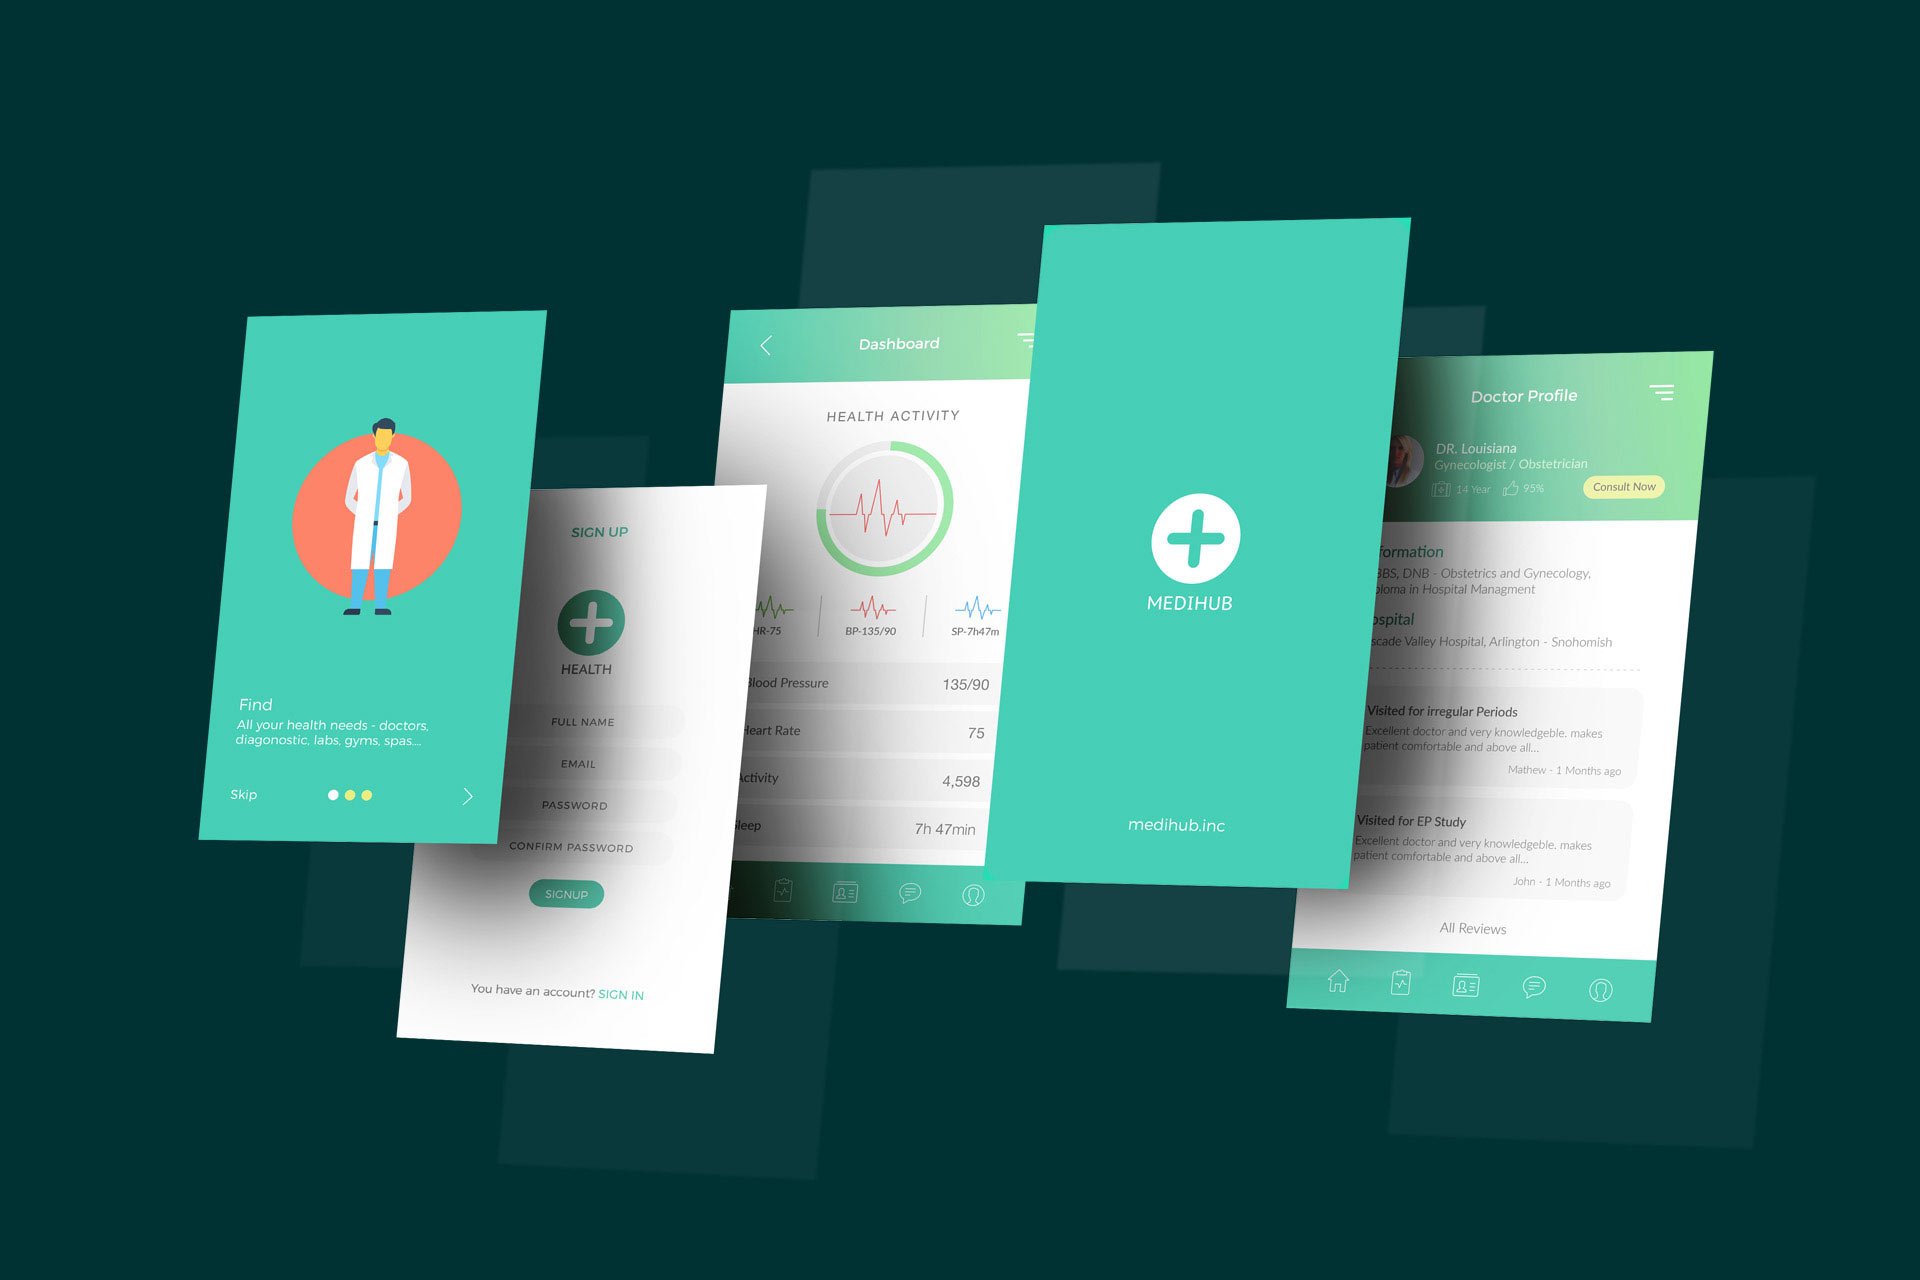 Find
All your health needs - doctors,
diagonostic, labs, gyms, spas....
Skip
SIGN UP
HEALTH
FULL NAME
EMAIL
PASSWORD
CONFIRM PASSWORD
SIGNUP
You have an account? SIGN IN
Dashboard
HEALTH ACTIVITY
HR-75
BP-135/90
SP-7h47m
Blood Pressure 135/90
Heart Rate 75
Activity 4,598
Sleep 7h 47min
MEDIHUB
medihub.inc
Doctor Profile
DR. Louisiana
Gynecologist / Obstetrician
14 Year 95%
Consult Now
formation
BBS, DNB - Obstetrics and Gynecology,
ploma in Hospital Managment
ospital
scade Valley Hospital, Arlington - Snohomish
Visited for irregular Periods
Excellent doctor and very knowledgeble. makes
patient comfortable and above all...
Mathew - 1 Months ago
Visited for EP Study
Excellent doctor and very knowledgeble. makes
patient comfortable and above all...
John - 1 Months ago
All Reviews